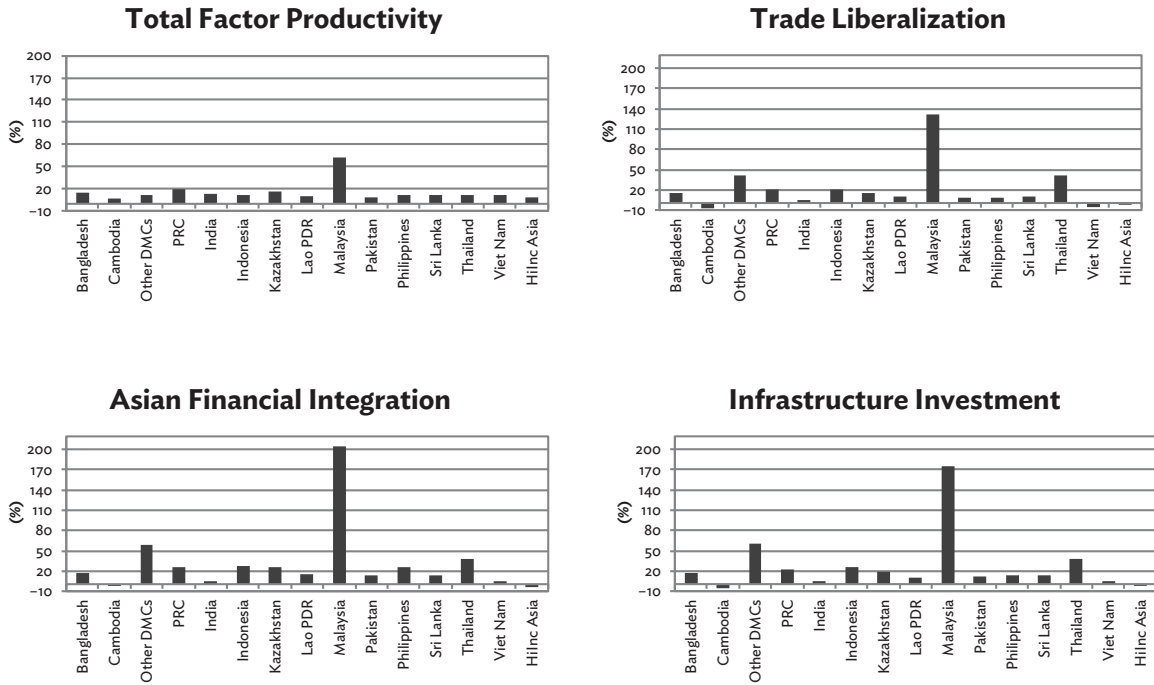 Total Factor Productivity
(%)
200
170
140
110
80
50
20
−10
Bangladesh
Cambodia
Other DMCs
PRC
India
Indonesia
Kazakhstan
Lao PDR
Malaysia
Pakistan
Philippines
Sri Lanka
Thailand
Viet Nam
HiInc Asia
Trade Liberalization
(%)
200
170
140
110
80
50
20
−10
Bangladesh
Cambodia
Other DMCs
PRC
India
Indonesia
Kazakhstan
Lao PDR
Malaysia
Pakistan
Philippines
Sri Lanka
Thailand
Viet Nam
HiInc Asia
Asian Financial Integration
(%)
200
170
140
110
80
50
20
−10
Bangladesh
Cambodia
Other DMCs
PRC
India
Indonesia
Kazakhstan
Lao PDR
Malaysia
Pakistan
Philippines
Sri Lanka
Thailand
Viet Nam
HiInc Asia
Infrastructure Investment
(%)
200
170
140
110
80
50
20
−10
Bangladesh
Cambodia
Other DMCs
PRC
India
Indonesia
Kazakhstan
Lao PDR
Malaysia
Pakistan
Philippines
Sri Lanka
Thailand
Viet Nam
HiInc Asia